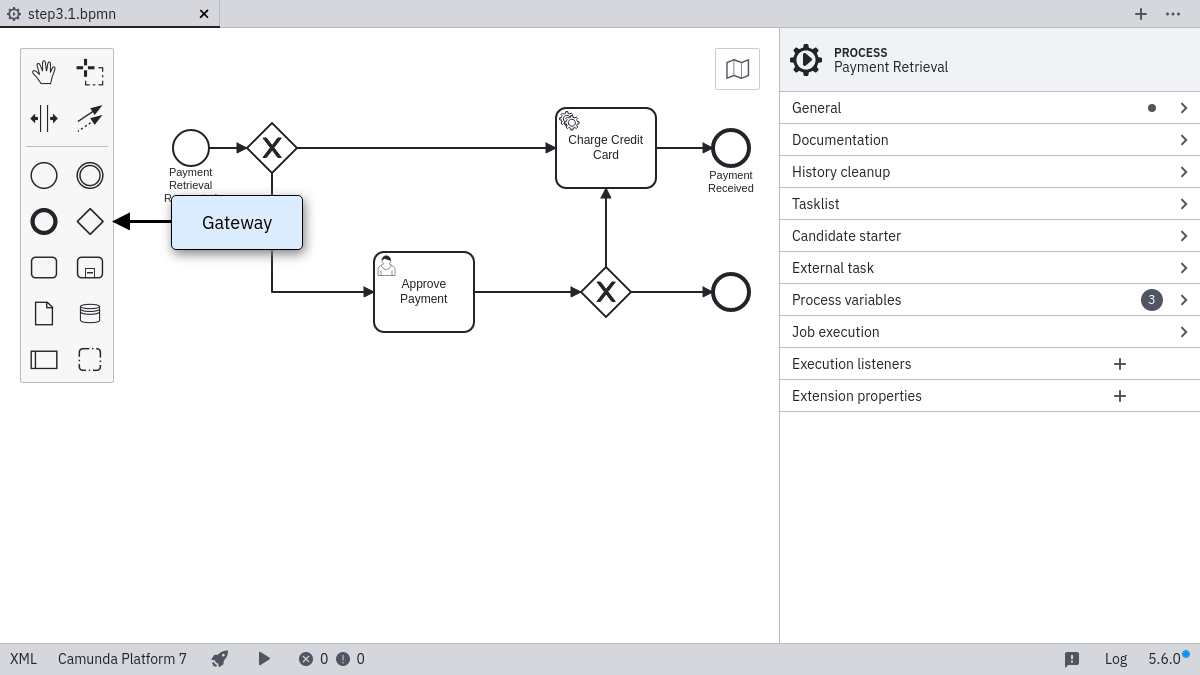 step3.1.bpmn
PROCESS
Payment Retrieval
General
Documentation
History cleanup
Tasklist
Candidate starter
External task
Process variables
3
Job execution
Execution listeners
Extension properties
Payment
Retrieval
Charge Credit
Card
Payment
Received
Gateway
Approve
Payment
XML
Camunda Platform 7
0
0
Log
5.6.0